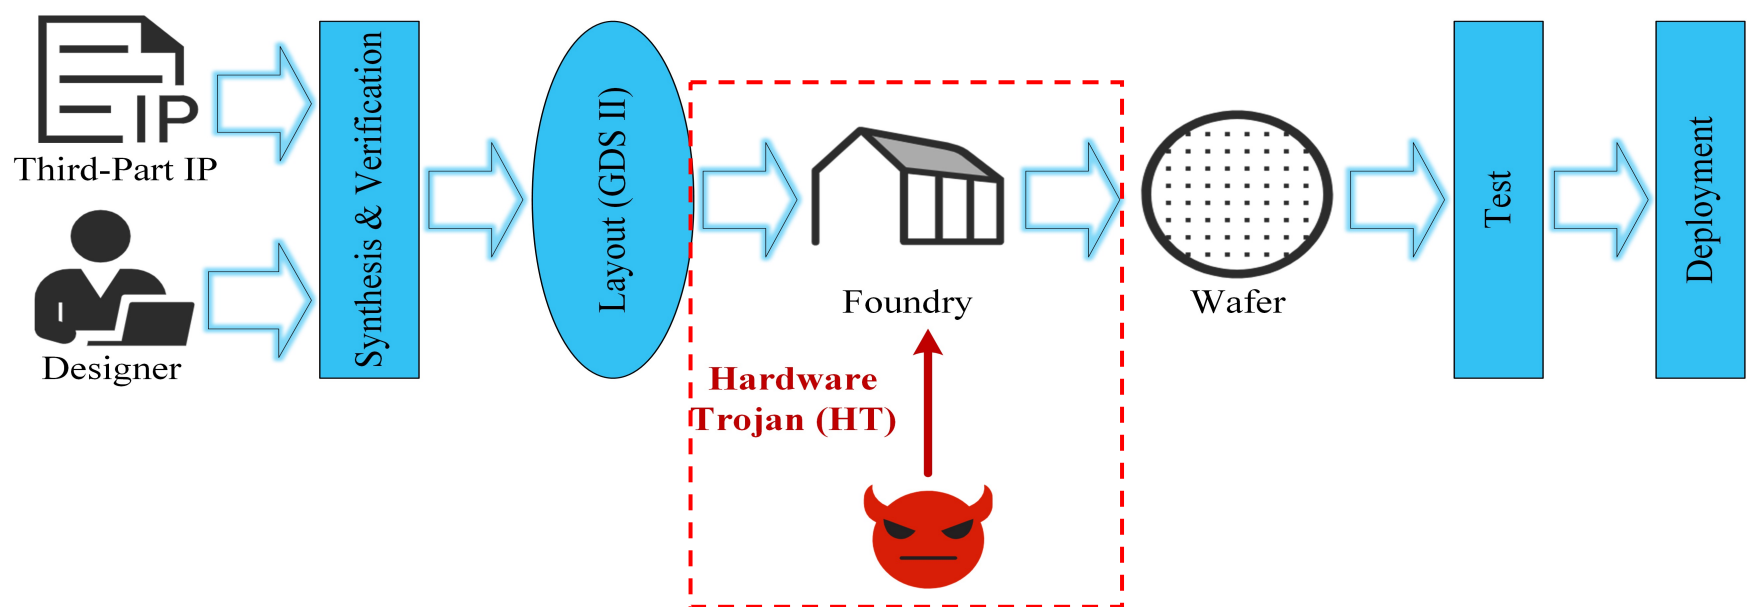 IP
Third-Part IP
Designer
Synthesis & Verification
Layout (GDS II)
Foundry
Hardware
Trojan (HT)
Wafer
Test
Deployment